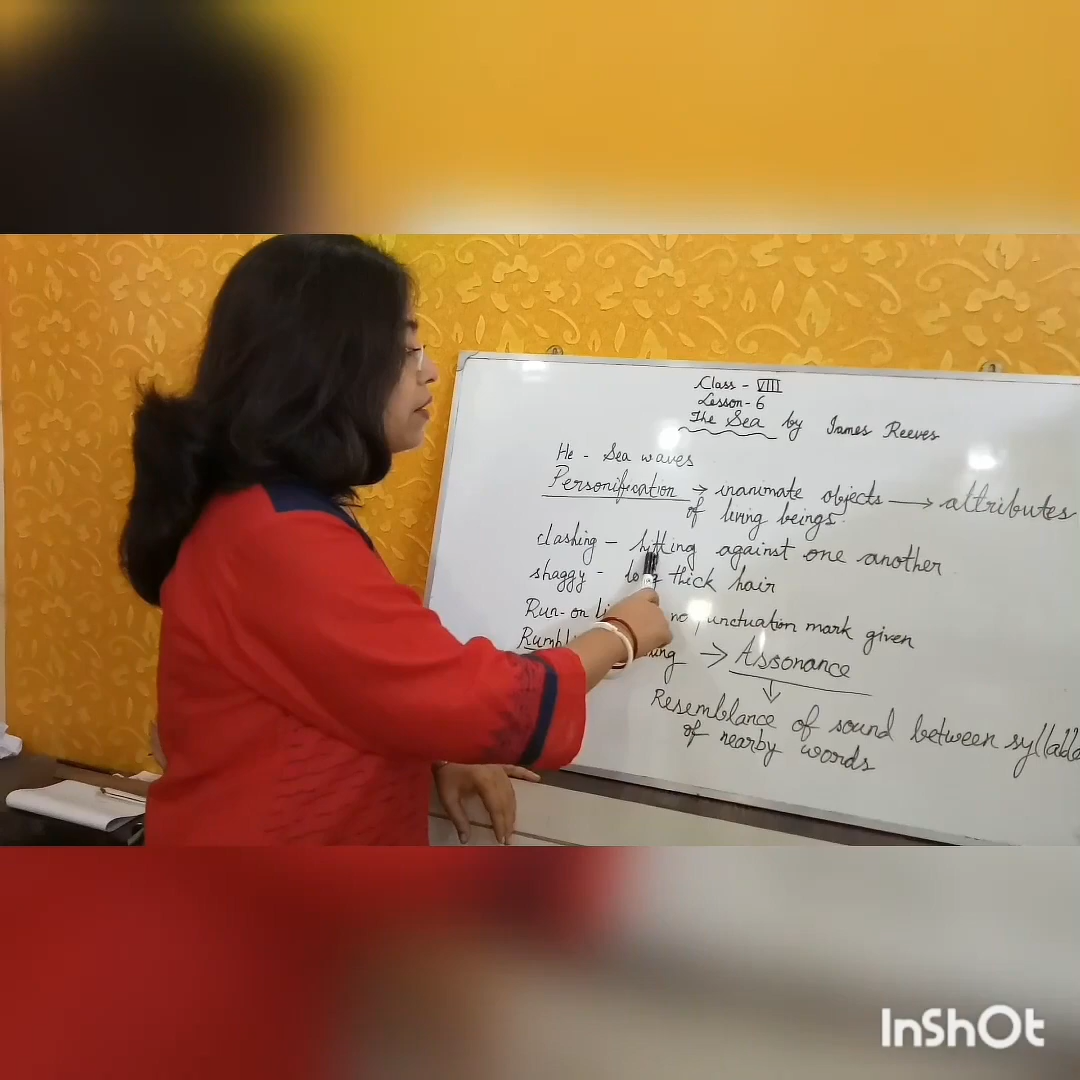 Class - VIII
Lesson - 6
The Sea by James Reeves
He - Sea waves
Personification → inanimate objects → attributes
of living beings.
clashing - hitting against one another
shaggy - thick hair
Run-on no punctuation mark given
→ Assonance
Resemblance of sound between
of nearby words
InShOt